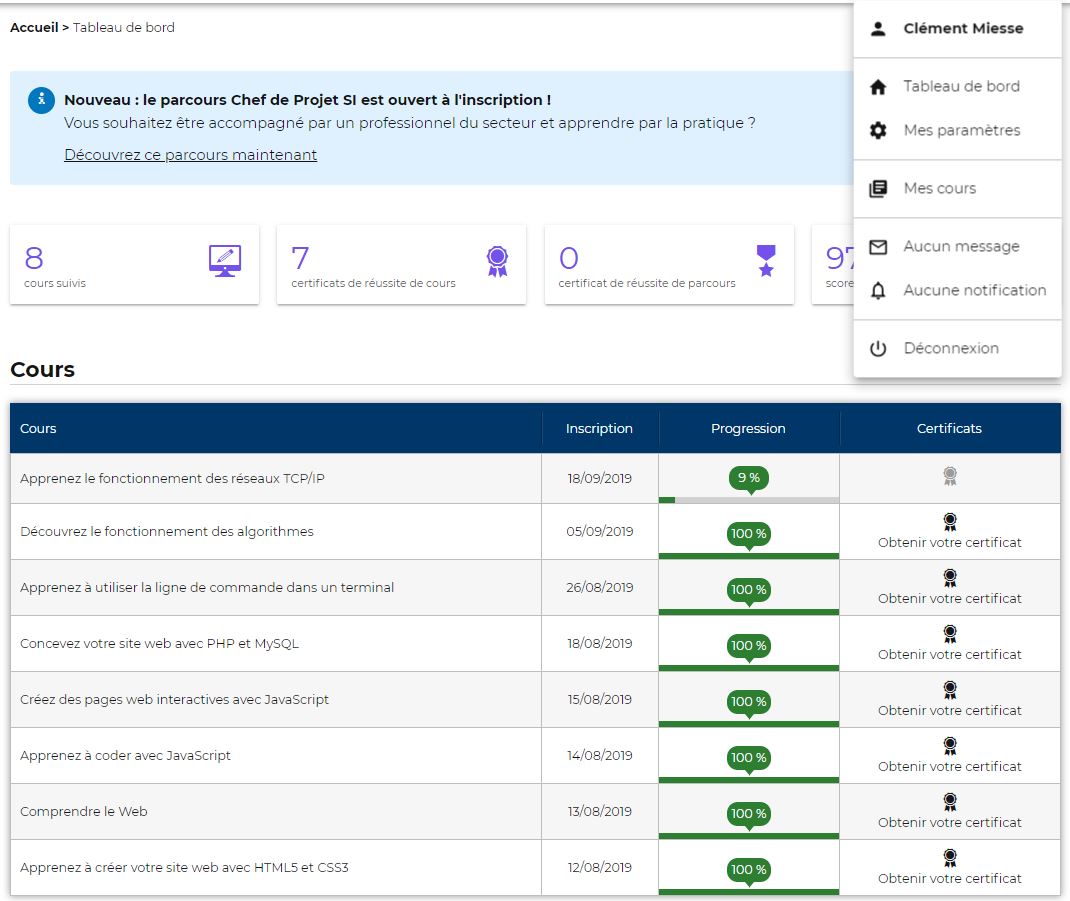 Accueil > Tableau de bord
Clément Miesse
Tableau de bord
Mes paramètres
Mes cours
Aucun message
Aucune notification
Déconnexion
Nouveau : le parcours Chef de Projet SI est ouvert à l'inscription !
Vous souhaitez être accompagné par un professionnel du secteur et apprendre par la pratique ?
Découvrez ce parcours maintenant
8
cours suivis
7
certificats de réussite de cours
0
certificat de réussite de parcours
97
score
Cours
Cours Inscription Progression Certificats
Apprenez le fonctionnement des réseaux TCP/IP 18/09/2019 9 %
Découvrez le fonctionnement des algorithmes 05/09/2019 100 % Obtenir votre certificat
Apprenez à utiliser la ligne de commande dans un terminal 26/08/2019 100 % Obtenir votre certificat
Concevez votre site web avec PHP et MySQL 18/08/2019 100 % Obtenir votre certificat
Créez des pages web interactives avec JavaScript 15/08/2019 100 % Obtenir votre certificat
Apprenez à coder avec JavaScript 14/08/2019 100 % Obtenir votre certificat
Comprendre le Web 13/08/2019 100 % Obtenir votre certificat
Apprenez à créer votre site web avec HTML5 et CSS3 12/08/2019 100 % Obtenir votre certificat